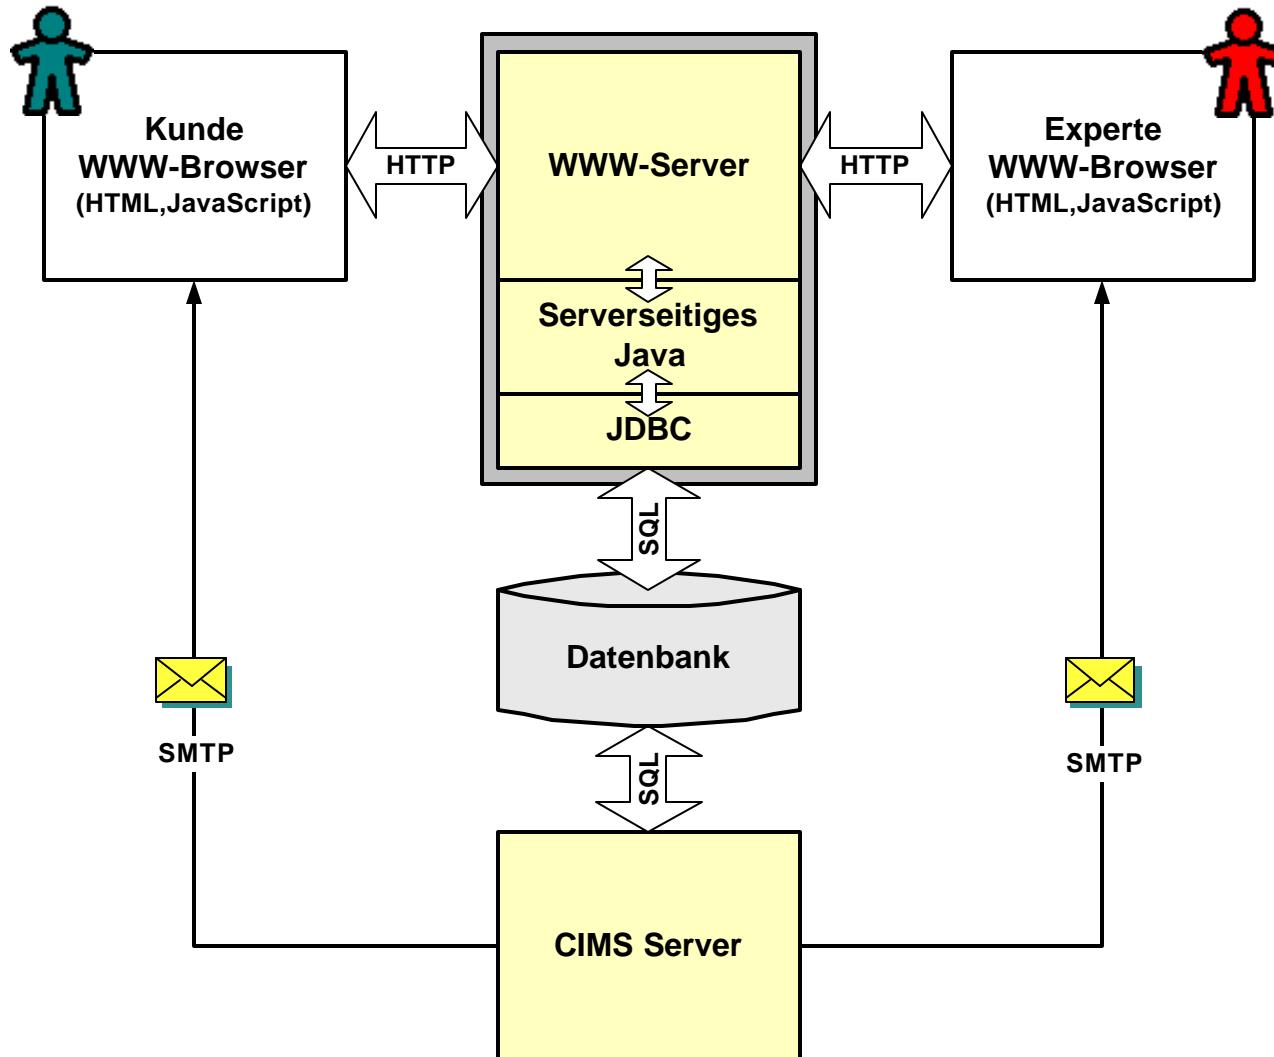 Kunde
WWW-Browser
(HTML,JavaScript)
HTTP
WWW-Server
HTTP
Experte
WWW-Browser
(HTML,JavaScript)
Serverseitiges
Java
JDBC
SQL
Datenbank
SMTP
SQL
SMTP
CIMS Server